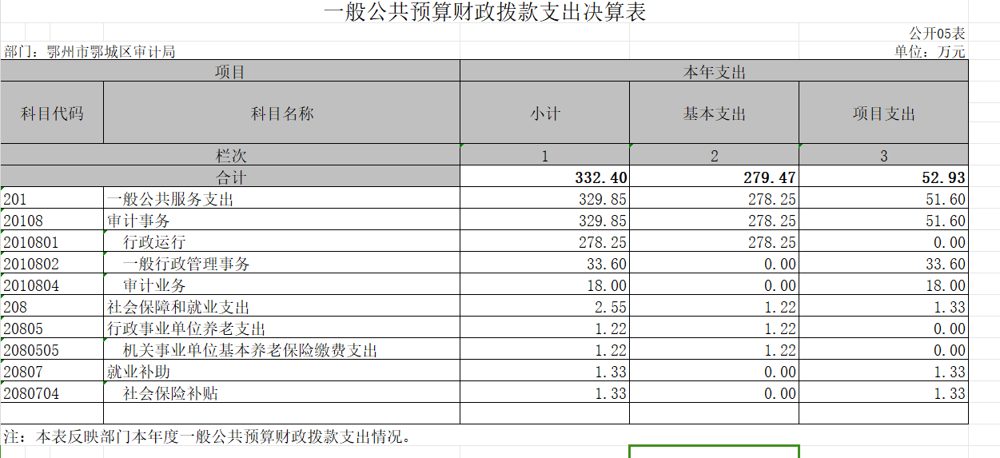 一般公共预算财政拨款支出决算表
公开05表
部门：鄂州市鄂城区审计局 单位：万元
项目 本年支出
科目代码 科目名称 小计 基本支出 项目支出
栏次 1 2 3
合计 332.40 279.47 52.93
201 一般公共服务支出 329.85 278.25 51.60
20108 审计事务 329.85 278.25 51.60
2010801 行政运行 278.25 278.25 0.00
2010802 一般行政管理事务 33.60 0.00 33.60
2010804 审计业务 18.00 0.00 18.00
208 社会保障和就业支出 2.55 1.22 1.33
20805 行政事业单位养老支出 1.22 1.22 0.00
2080505 机关事业单位基本养老保险缴费支出 1.22 1.22 0.00
20807 就业补助 1.33 0.00 1.33
2080704 社会保险补贴 1.33 0.00 1.33
注：本表反映部门本年度一般公共预算财政拨款支出情况。